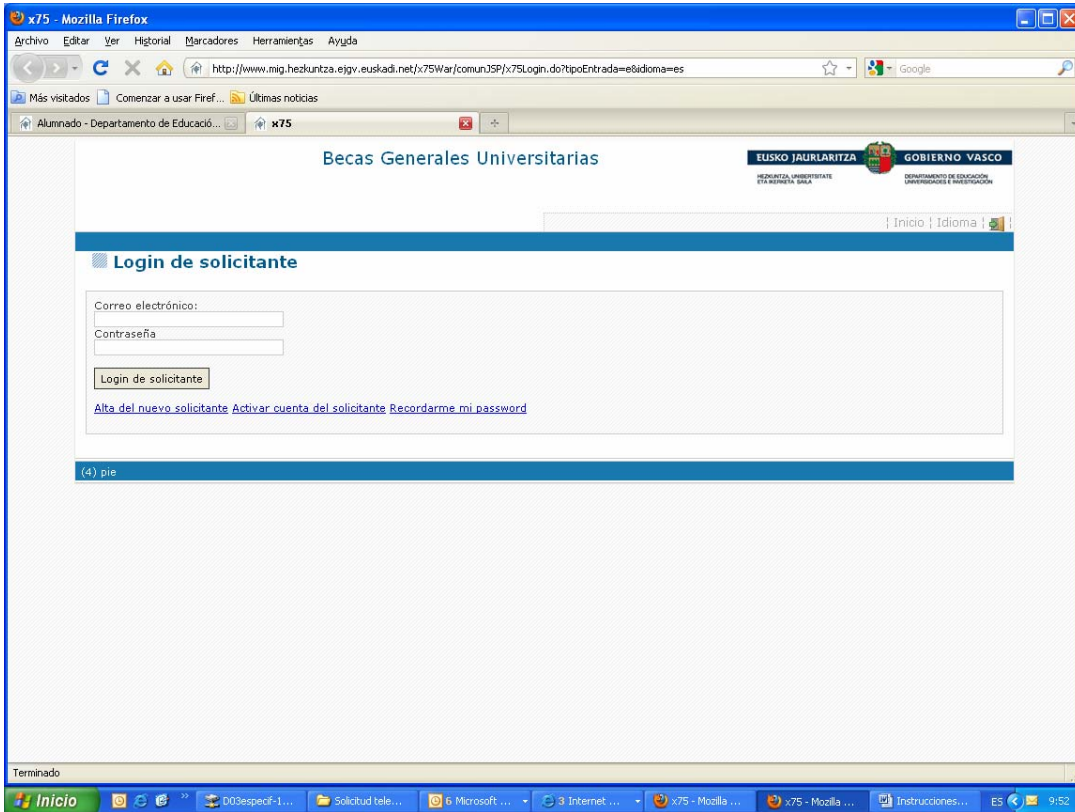 x75 - Mozilla Firefox
Archivo Editar Ver Historial Marcadores Herramientas Ayuda
http://www.mig.hezkuntza.ejgv.euskadi.net/x75War/comunJSP/x75Login.do?tipoEntrada=e&idioma=es
Google
Más visitados Comenzar a usar Firef... Últimas noticias
Alumnado - Departamento de Educació... x75
Becas Generales Universitarias
EUSKO JAURLARITZA GOBIERNO VASCO
HEZKUNTZA, UNIBERTSITATE DEPARTAMENTO DE EDUCACIÓN
ETA IKERKETA SAILA UNIVERSIDADES E INVESTIGACIÓN
¦ Inicio ¦ Idioma ¦ ¦
Login de solicitante
Correo electrónico:
Contraseña
Login de solicitante
Alta del nuevo solicitante Activar cuenta del solicitante Recordarme mi password
(4) pie
Terminado
Inicio » D03especif-1... Solicitud tele... 6 Microsoft ... 3 Internet ... x75 - Mozilla ... x75 - Mozilla ... Instrucciones... ES 9:52